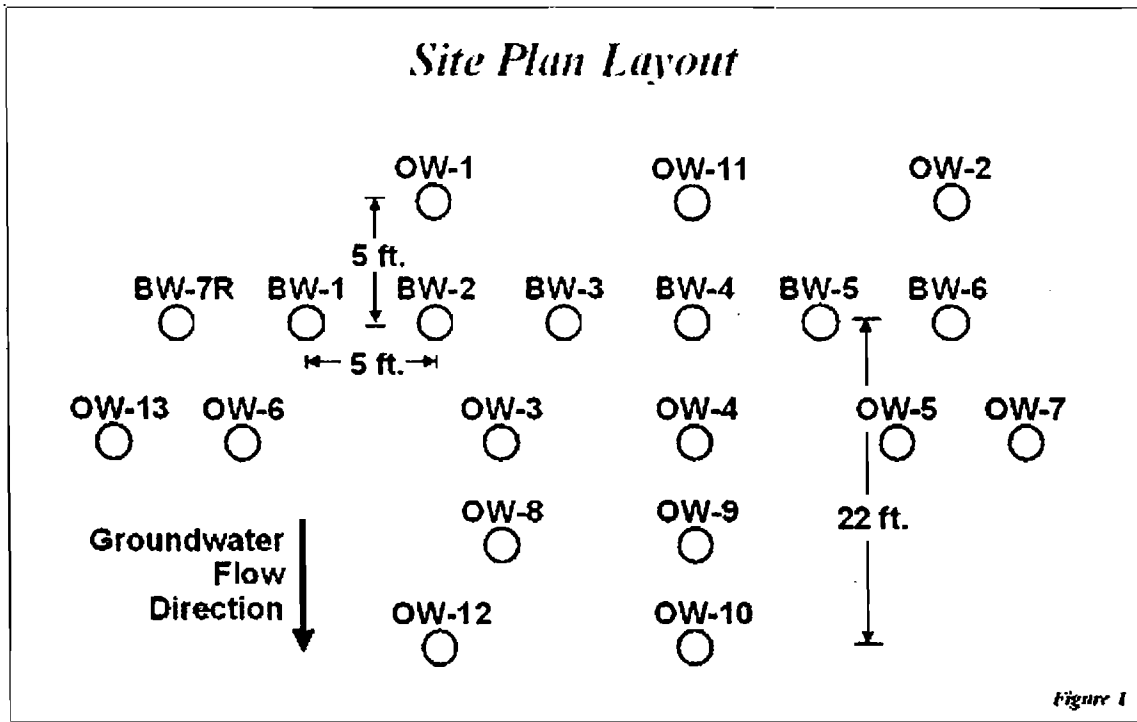 Site Plan Layout
OW-1 OW-11 OW-2
5 ft.
BW-7R BW-1 BW-2 BW-3 BW-4 BW-5 BW-6
5 ft.
OW-13 OW-6 OW-3 OW-4 OW-5 OW-7
OW-8 OW-9 22 ft.
Groundwater
Flow
Direction
OW-12 OW-10
Figure 1